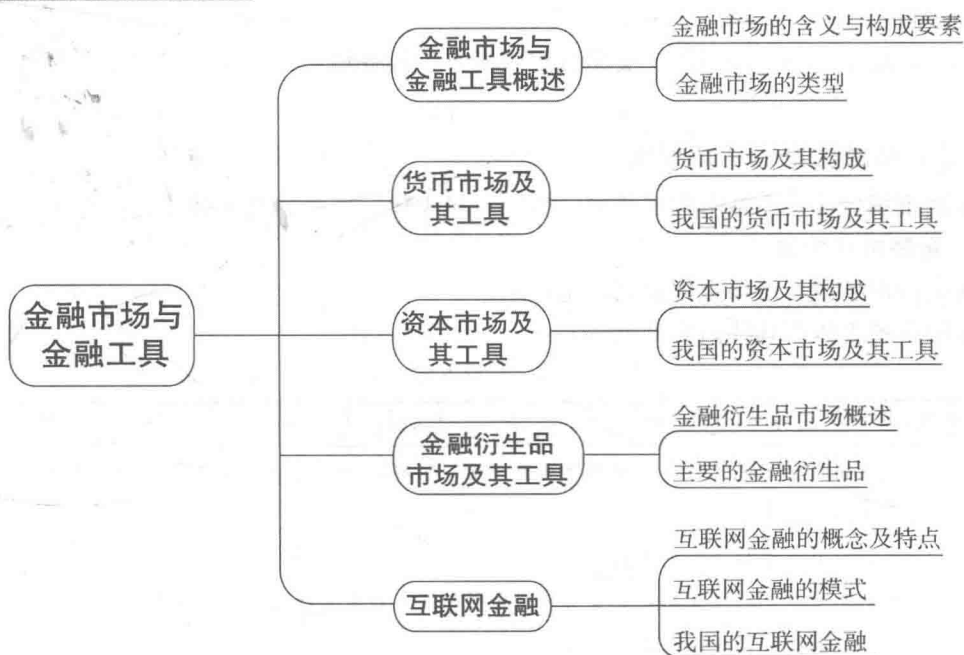 金融市场与
金融工具
金融市场与
金融工具概述
金融市场的含义与构成要素
金融市场的类型
货币市场及
其工具
货币市场及其构成
我国的货币市场及其工具
资本市场及
其工具
资本市场及其构成
我国的资本市场及其工具
金融衍生品
市场及其工具
金融衍生品市场概述
主要的金融衍生品
互联网金融
互联网金融的概念及特点
互联网金融的模式
我国的互联网金融